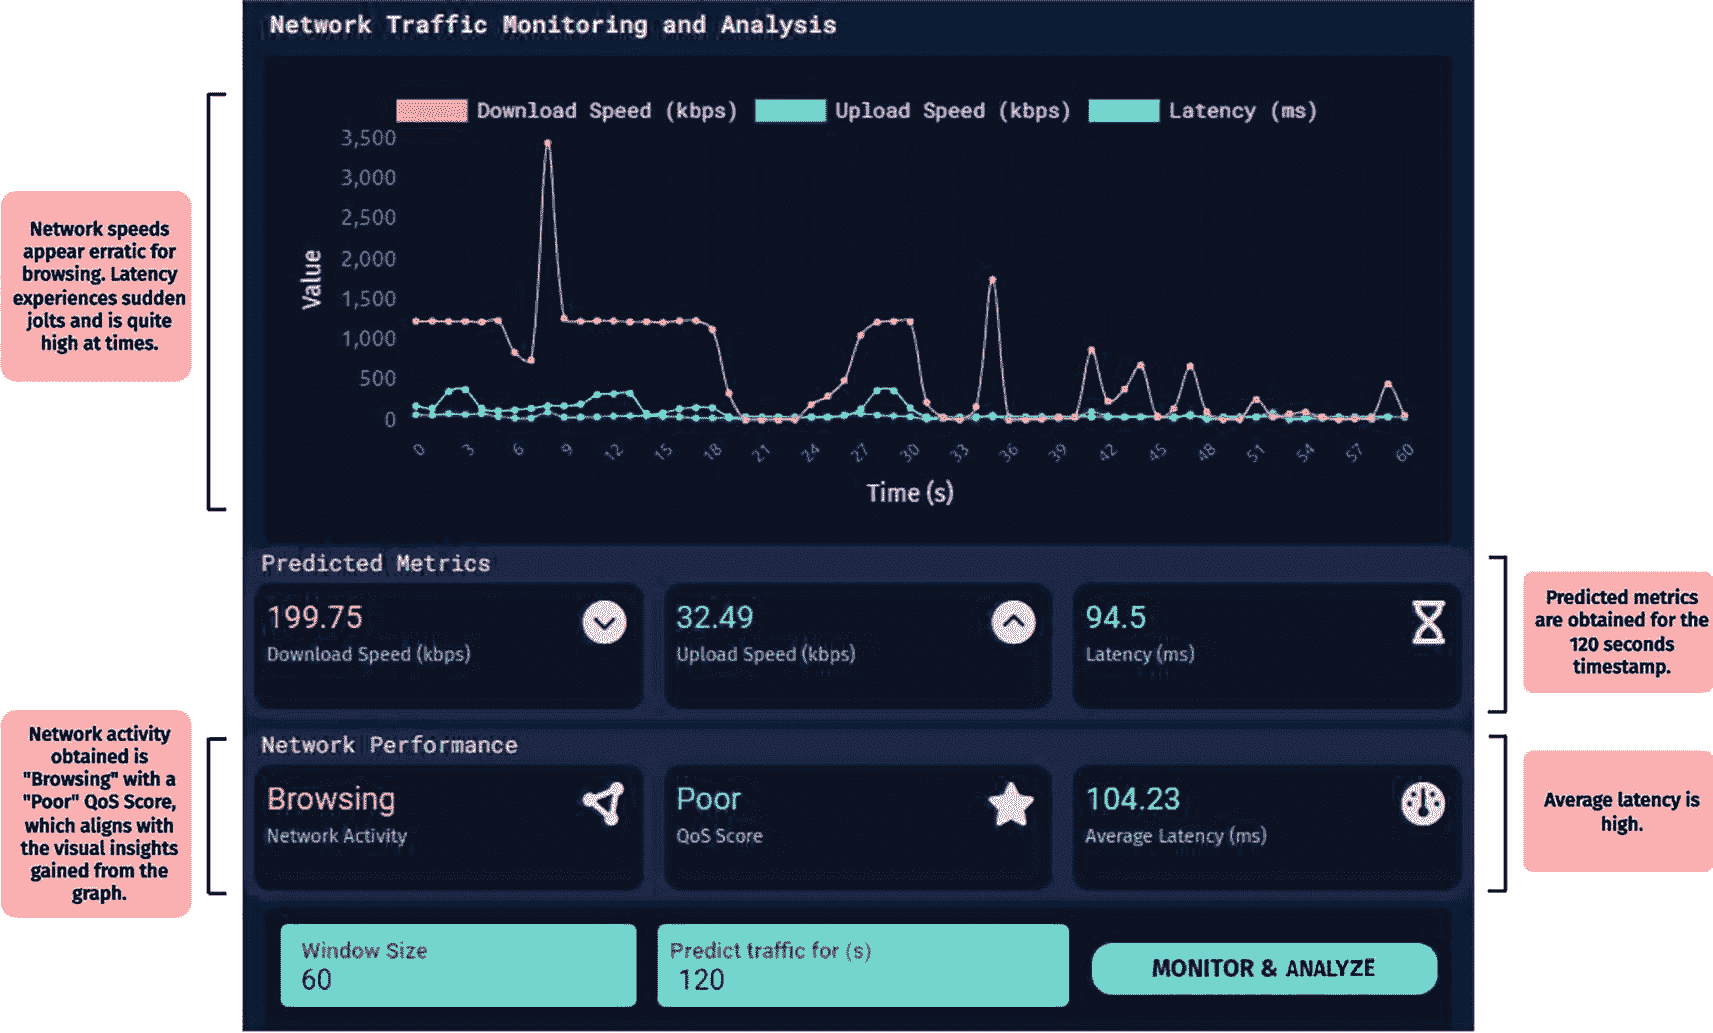 Network Traffic Monitoring and Analysis
Download Speed (kbps)
Upload Speed (kbps)
Latency (ms)
3,500
3,000
2,500
2,000
1,500
1,000
500
0
Value
0
3
6
9
12
15
18
21
24
27
30
33
36
39
42
45
48
51
54
57
60
Time (s)
Network speeds
appear erratic for
browsing. Latency
experiences sudden
jolts and is quite
high at times.
Predicted Metrics
199.75
Download Speed (kbps)
32.49
Upload Speed (kbps)
94.5
Latency (ms)
Predicted metrics
are obtained for the
120 seconds
timestamp.
Network activity
obtained is
"Browsing" with a
"Poor" QoS Score,
which aligns with
the visual insights
gained from the
graph.
Network Performance
Browsing
Network Activity
Poor
QoS Score
104.23
Average Latency (ms)
Average latency is
high.
Window Size
60
Predict traffic for (s)
120
MONITOR & ANALYZE